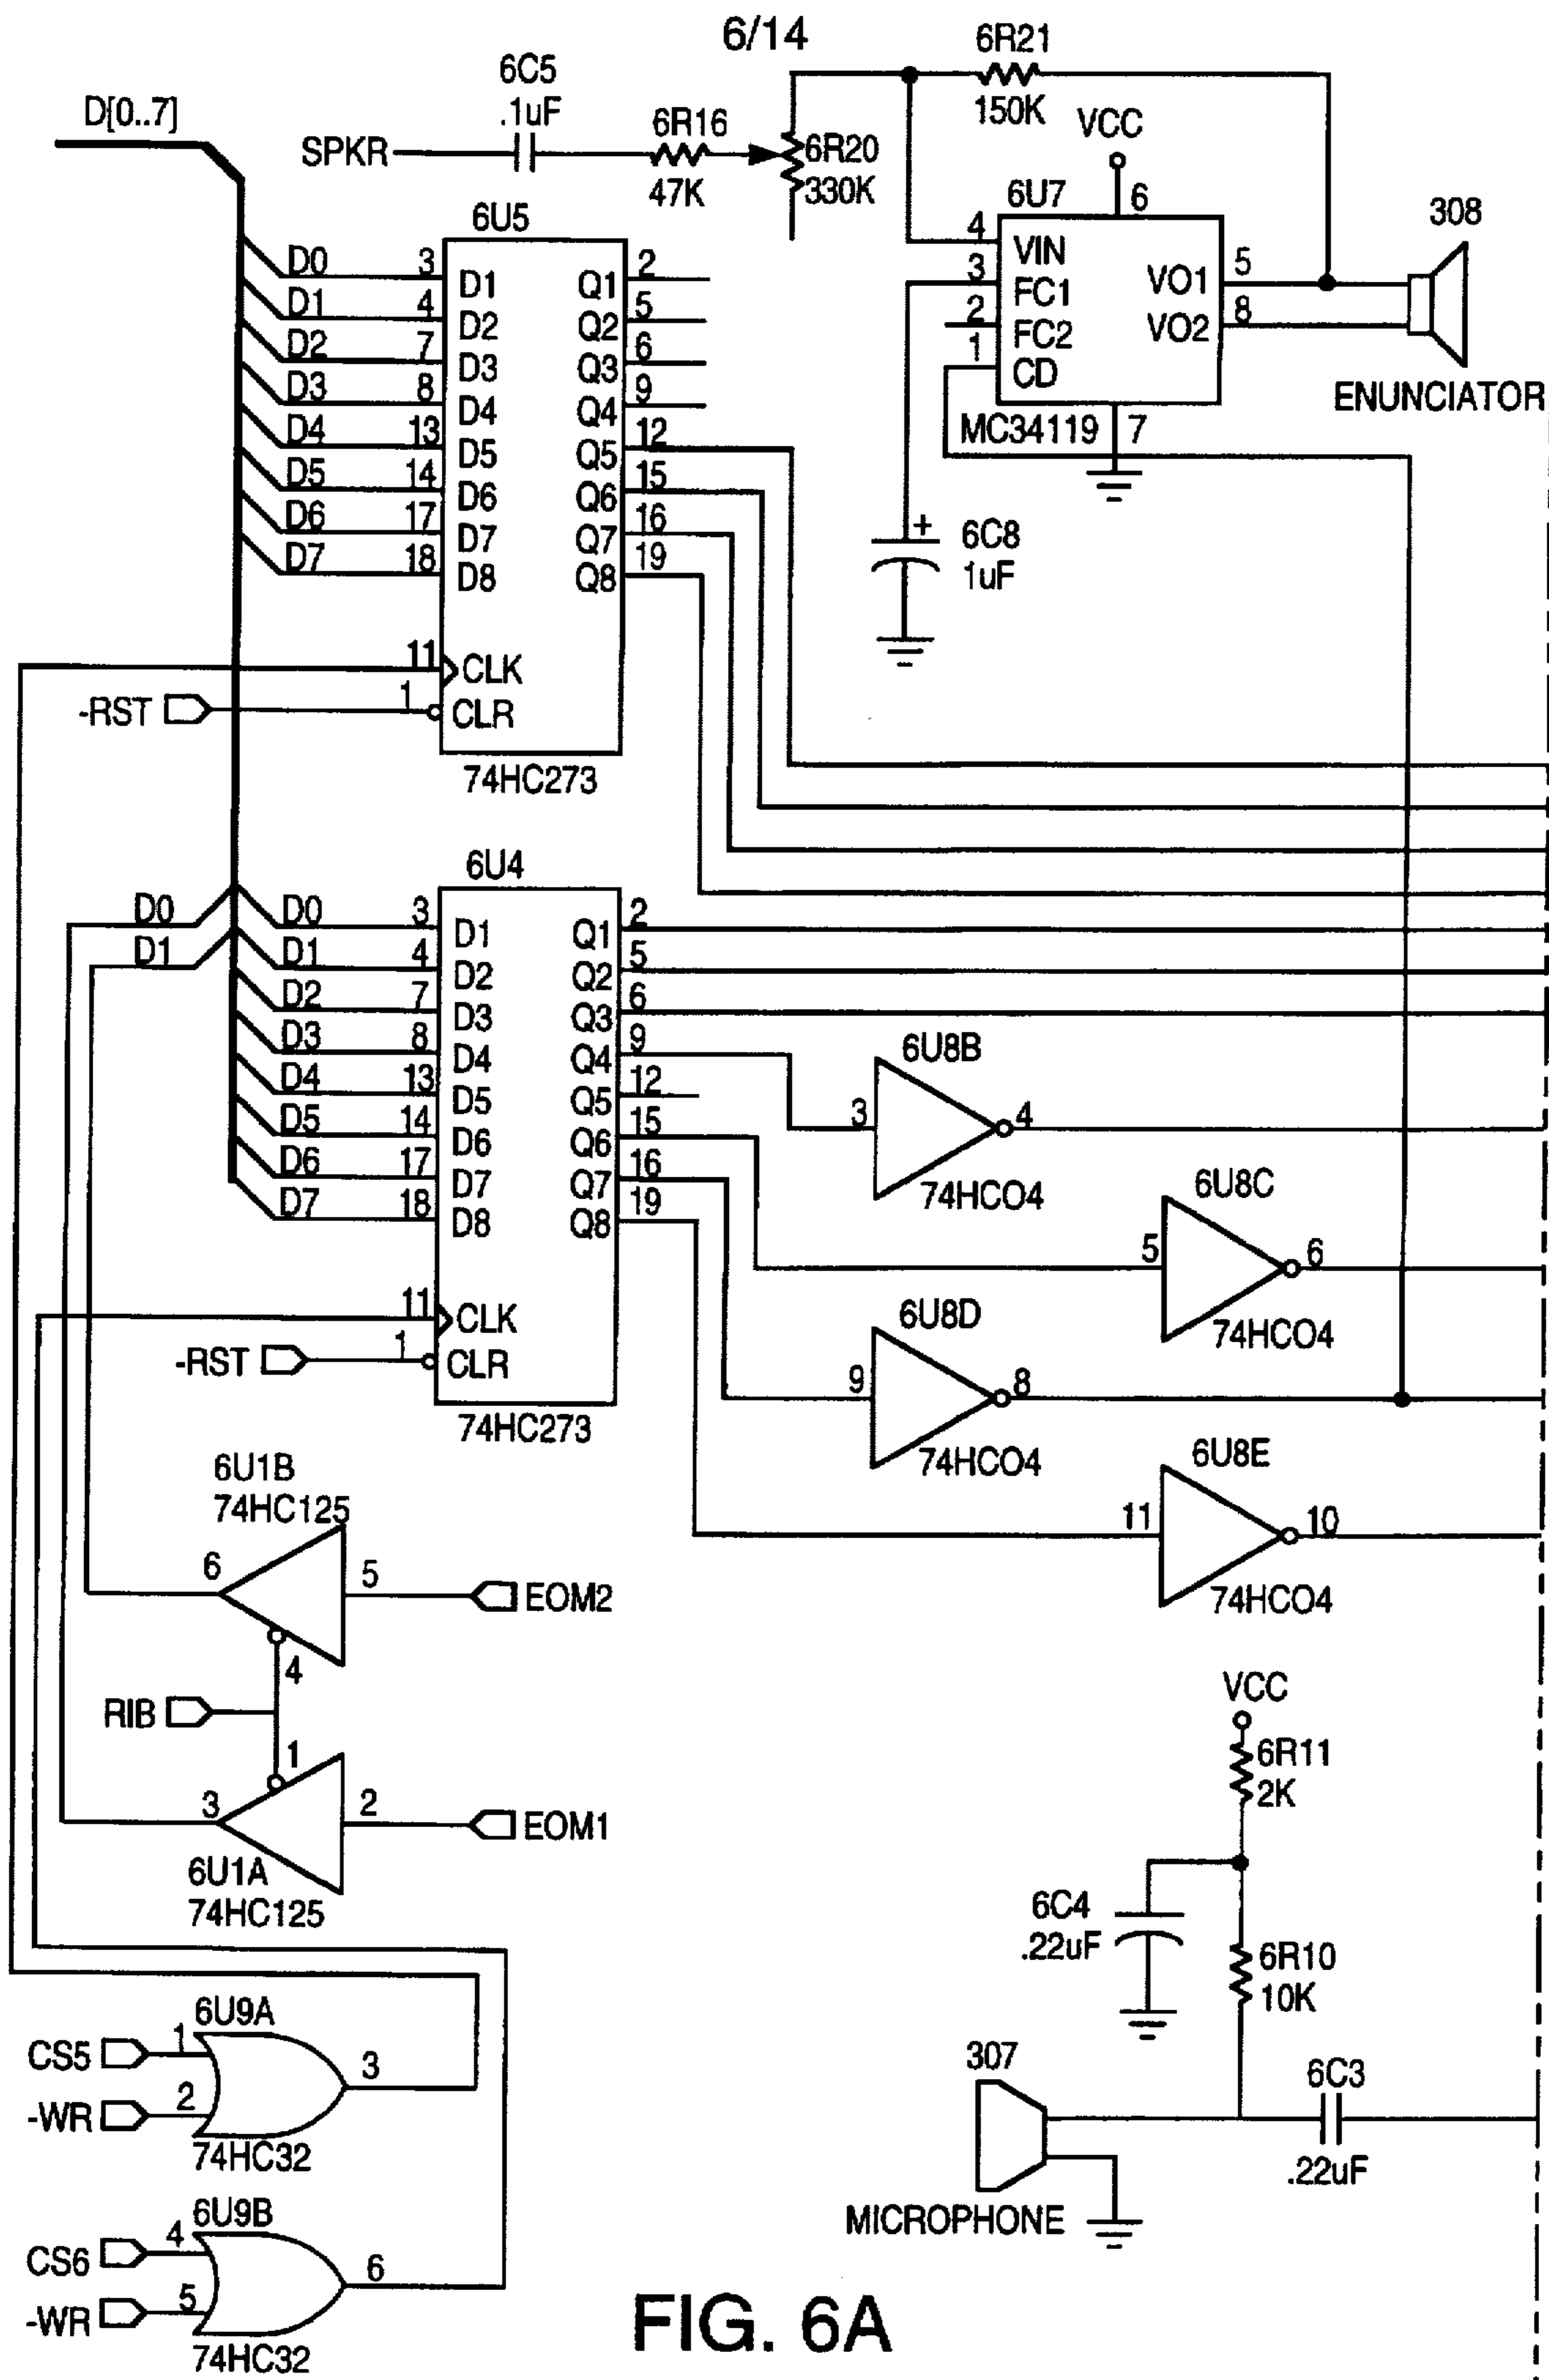 6/14
D[0..7]
SPKR
6C5
.1uF
6R16
47K
6R20
330K
6R21
150K
VCC
6U7
6
4 VIN
3 FC1
2 FC2
1 CD
VO1 5
VO2 8
MC34119 7
308
ENUNCIATOR
+ 6C8
1uF
6U5
D0 3 D1 Q1 2
D1 4 D2 Q2 5
D2 7 D3 Q3 6
D3 8 D4 Q4 9
D4 13 D5 Q5 12
D5 14 D6 Q6 15
D6 17 D7 Q7 16
D7 18 D8 Q8 19
11 CLK
-RST 1 CLR
74HC273
6U4
D0 D0 3 D1 Q1 2
D1 D1 4 D2 Q2 5
D2 7 D3 Q3 6
D3 8 D4 Q4 9
D4 13 D5 Q5 12
D5 14 D6 Q6 15
D6 17 D7 Q7 16
D7 18 D8 Q8 19
11 CLK
-RST 1 CLR
74HC273
6U8B
3 4
74HCO4
6U8C
5 6
74HCO4
6U8D
9 8
74HCO4
6U8E
11 10
74HCO4
6U1B
74HC125
6 5 EOM2
4
RIB
1
3 2 EOM1
6U1A
74HC125
6U9A
CS5 1
3
-WR 2
74HC32
6U9B
CS6 4
6
-WR 5
74HC32
VCC
6R11
2K
6C4
.22uF
6R10
10K
307
MICROPHONE
6C3
.22uF
FIG. 6A